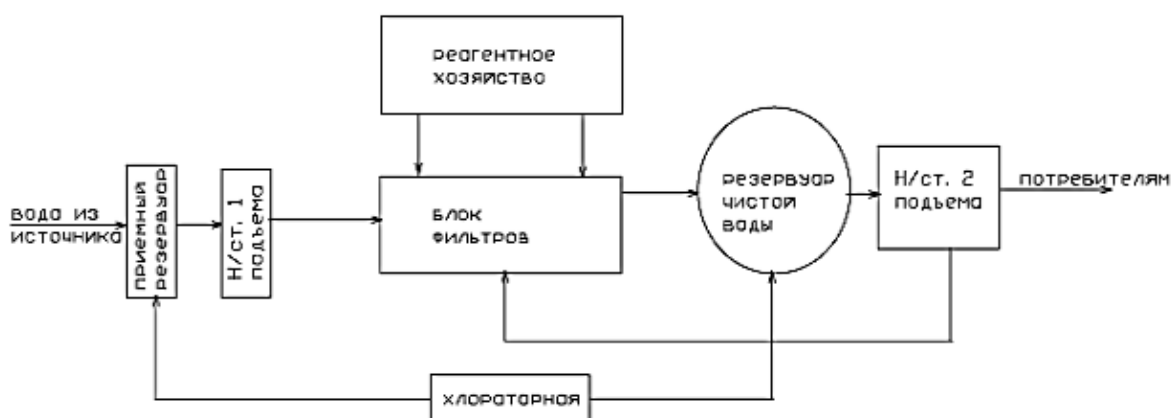 реагентное
хозяйство
вода из
источника
приемный
резервуар
Н/ст. 1
подъема
блок
фильтров
резервуар
чистой
вады
Н/ст. 2
подъема
потребителям
хлораторная